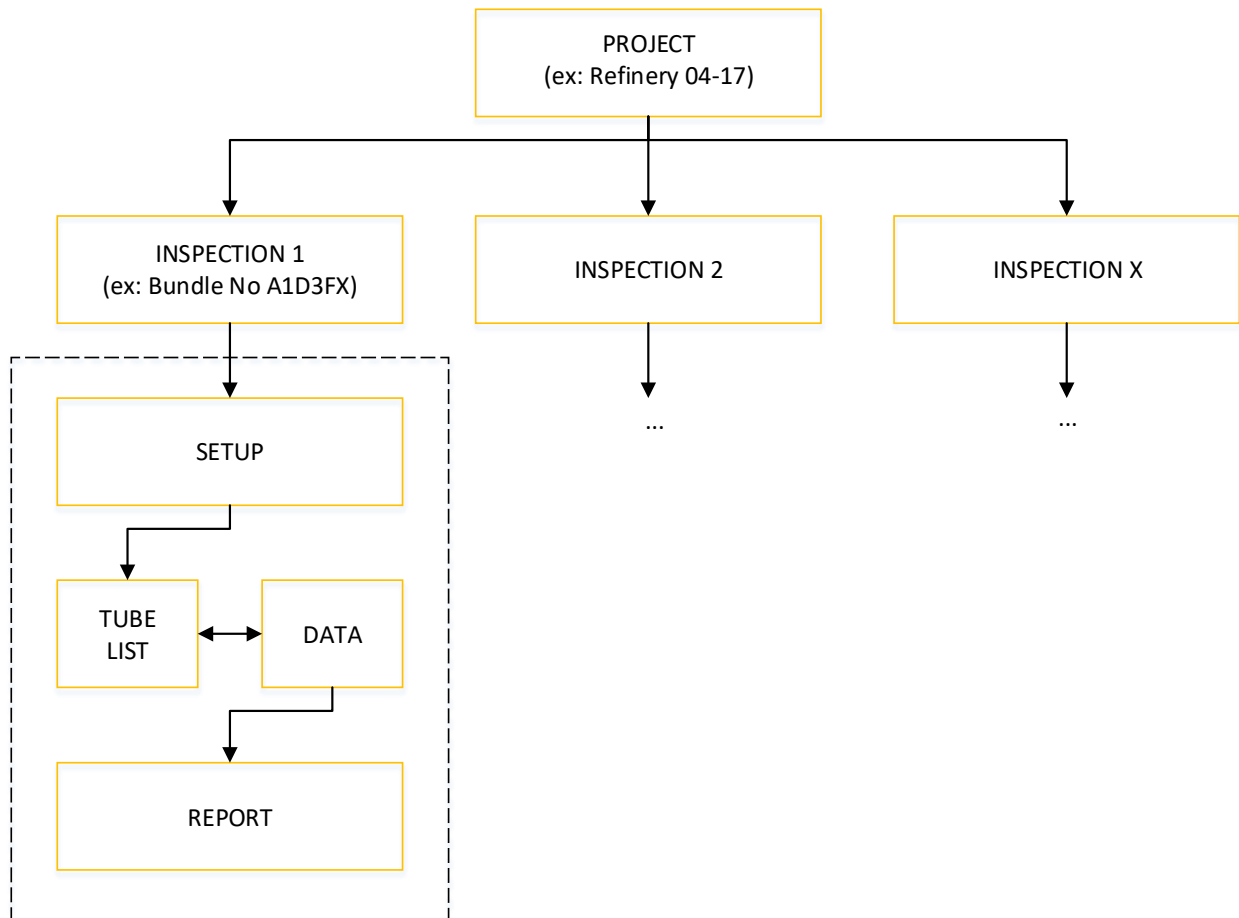 PROJECT
(ex: Refinery 04-17)
INSPECTION 1
(ex: Bundle No A1D3FX)
INSPECTION 2
INSPECTION X
SETUP
...
...
TUBE
LIST
DATA
REPORT